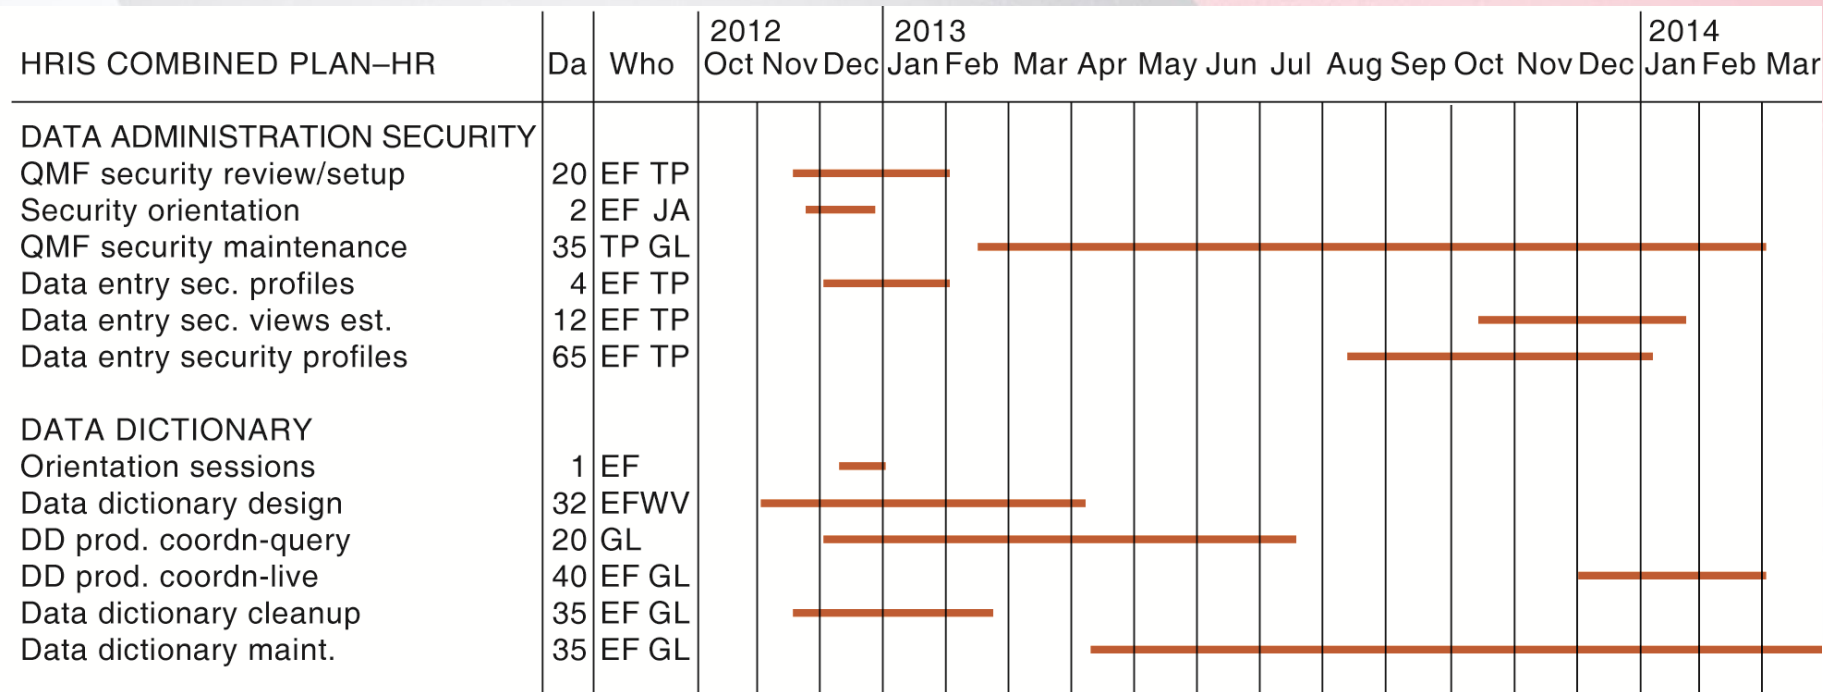 2012 2013 2014
HRIS COMBINED PLAN–HR Da Who Oct Nov Dec Jan Feb Mar Apr May Jun Jul Aug Sep Oct Nov Dec Jan Feb Mar
DATA ADMINISTRATION SECURITY
QMF security review/setup 20 EF TP
Security orientation 2 EF JA
QMF security maintenance 35 TP GL
Data entry sec. profiles 4 EF TP
Data entry sec. views est. 12 EF TP
Data entry security profiles 65 EF TP
DATA DICTIONARY
Orientation sessions 1 EF
Data dictionary design 32 EFWV
DD prod. coordn-query 20 GL
DD prod. coordn-live 40 EF GL
Data dictionary cleanup 35 EF GL
Data dictionary maint. 35 EF GL